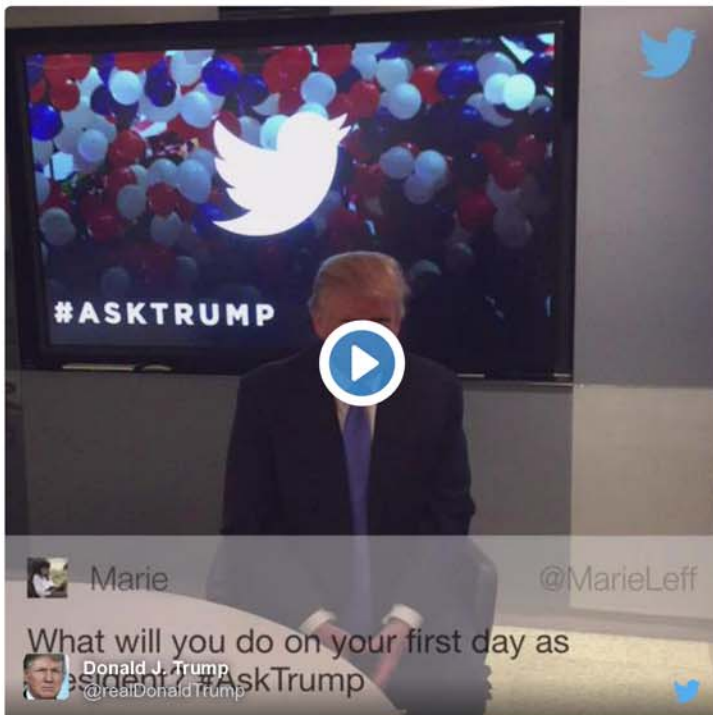 #ASKTRUMP
Marie @MarieLeff
What will you do on your first day as
#AskTrump
Donald J. Trump
@realDonaldTrump